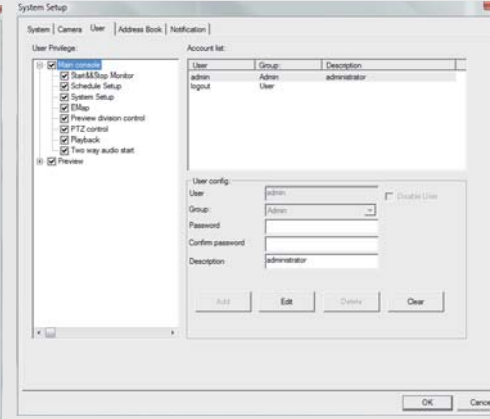 System Setup
System Camera User Address Book Notification
User Privilege:
Main console
Start&&Stop Monitor
Schedule Setup
System Setup
EMap
Preview division control
PTZ control
Playback
Two way audio start
Preview
Account list:
User Group: Description
admin Admin administrator
logout User
User config.
User admin Disable User
Group: Admin
Password
Confirm password
Description administrator
Add Edit Delete Clear
OK Cance